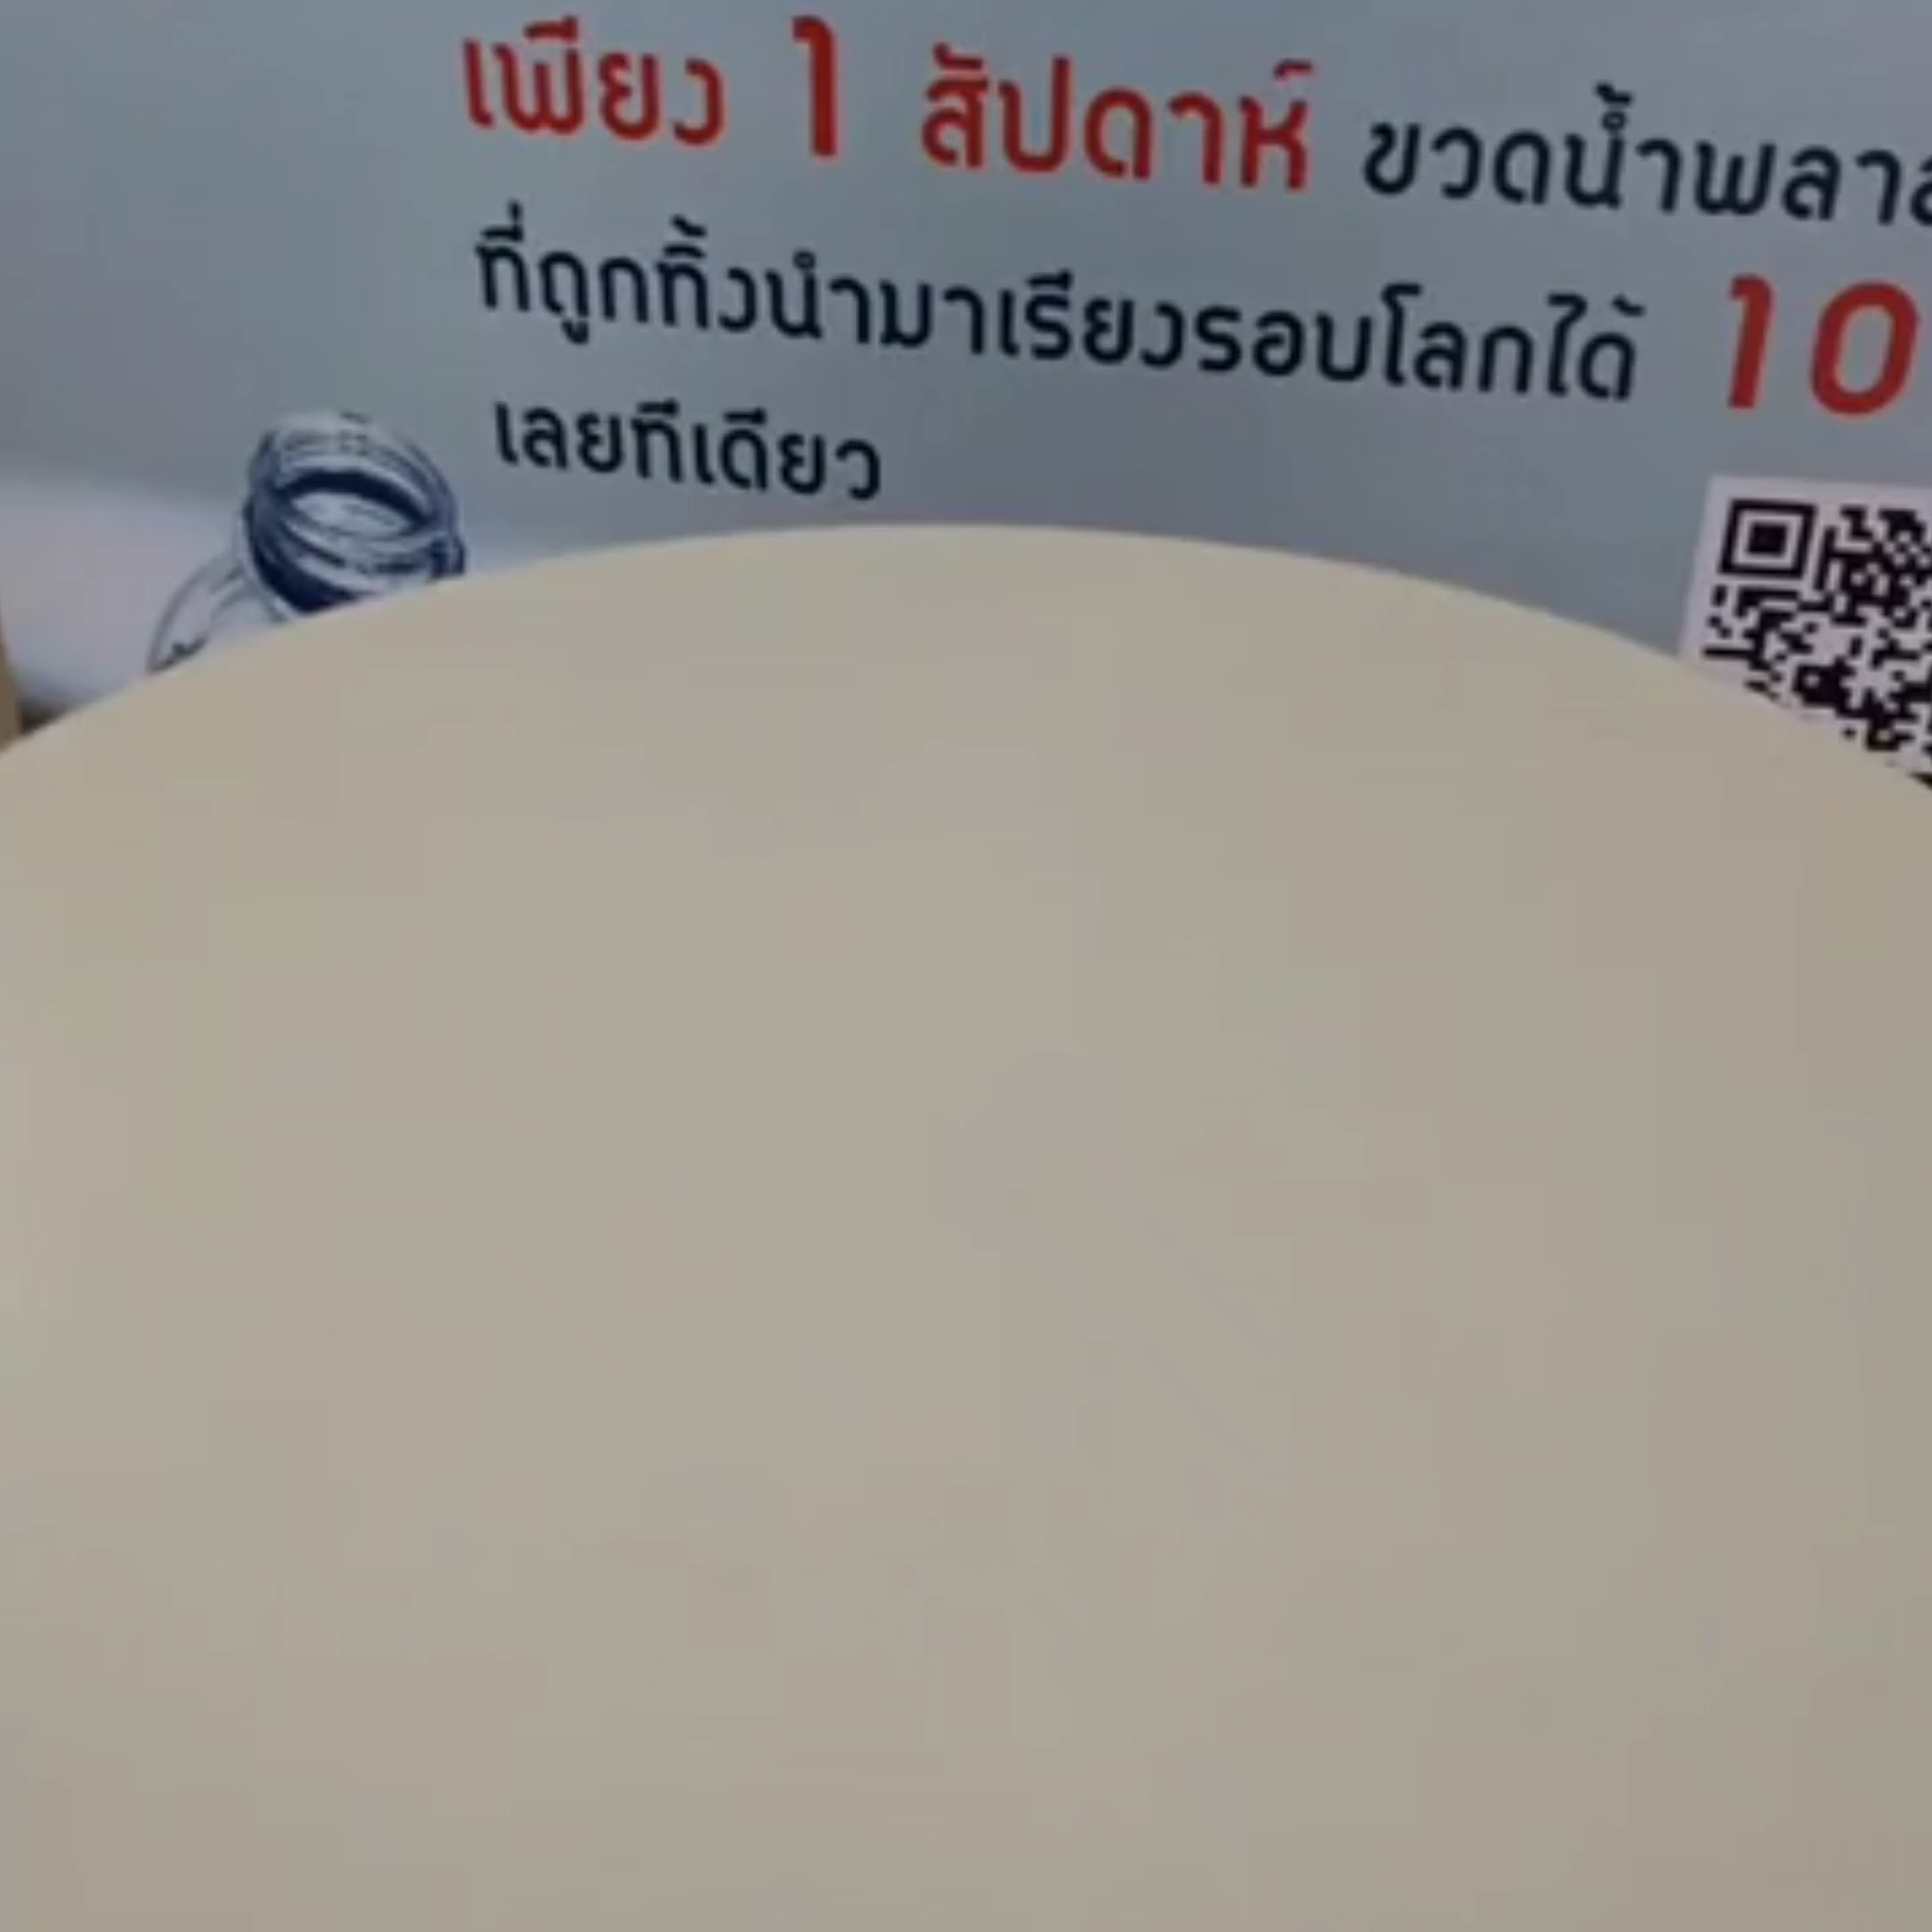 เพียง 1 สัปดาห์ ขวดน้ำพลา
ที่ถูกทิ้งนำมาเรียงรอบโลกได้ 10
เลยทีเดียว